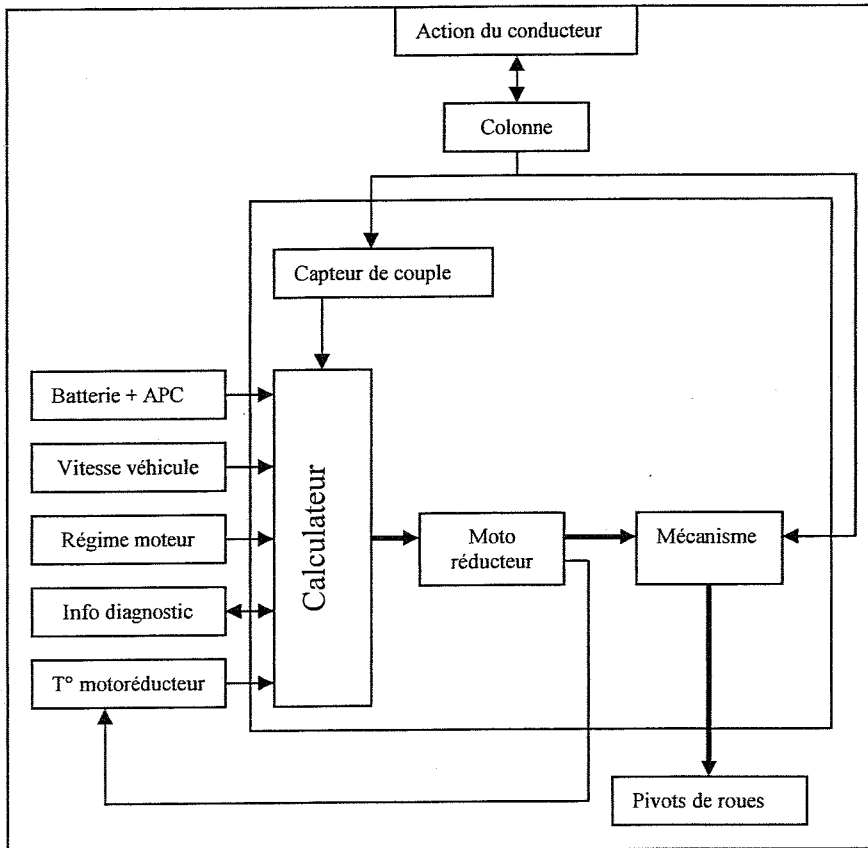 Action du conducteur
Colonne
Capteur de couple
Batterie + APC
Vitesse véhicule
Régime moteur
Info diagnostic
T° motoréducteur
Calculateur
Moto
réducteur
Mécanisme
Pivots de roues